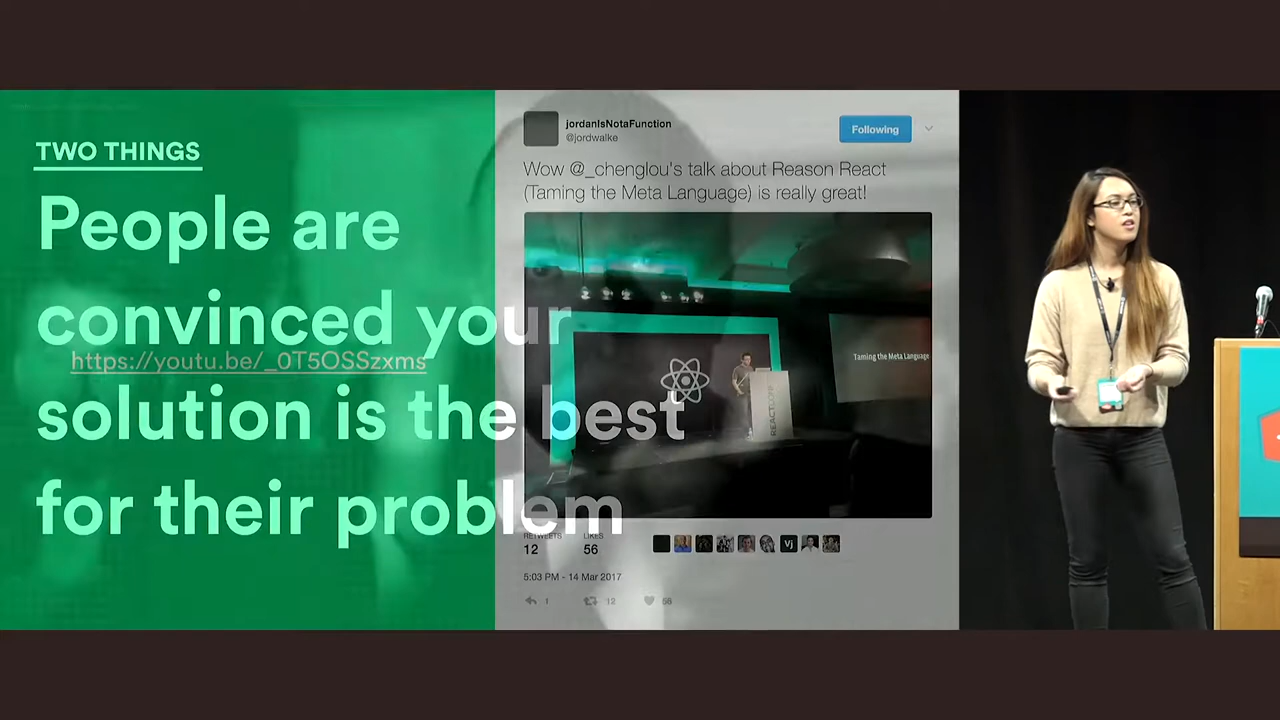 TWO THINGS
People are
convinced your
https://youtu.be/_0T5OSSzxms
solution is the best
for their problem
jordanIsNotaFunction
@jordwalke
Following
Wow @_chenglou's talk about Reason React
(Taming the Meta Language) is really great!
Taming the Meta Language
REACTCONF
RETWEETS
LIKES
12
56
Vj
5:03 PM - 14 Mar 2017
1
12
56